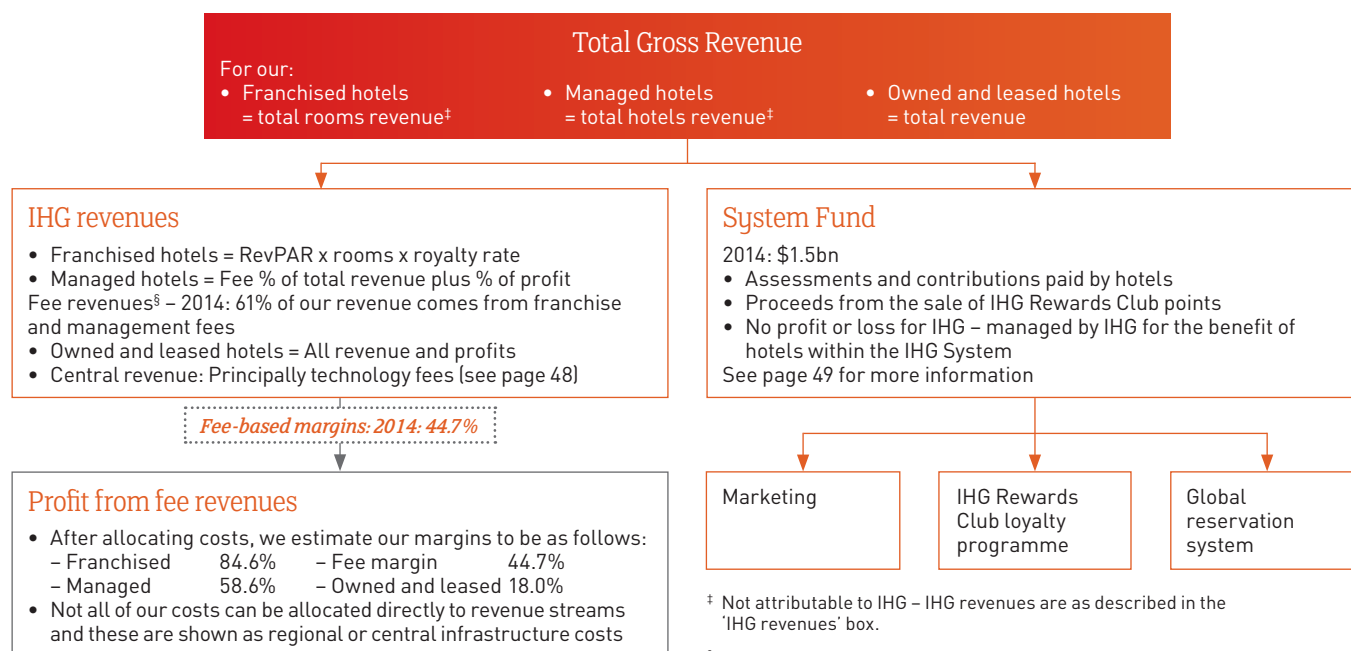 Total Gross Revenue
For our:
• Franchised hotels
= total rooms revenue‡
• Managed hotels
= total hotels revenue‡
• Owned and leased hotels
= total revenue
IHG revenues
• Franchised hotels = RevPAR x rooms x royalty rate
• Managed hotels = Fee % of total revenue plus % of profit
Fee revenues§ – 2014: 61% of our revenue comes from franchise
and management fees
• Owned and leased hotels = All revenue and profits
• Central revenue: Principally technology fees (see page 48)
Fee-based margins: 2014: 44.7%
Profit from fee revenues
• After allocating costs, we estimate our margins to be as follows:
– Franchised 84.6% – Fee margin 44.7%
– Managed 58.6% – Owned and leased 18.0%
• Not all of our costs can be allocated directly to revenue streams
and these are shown as regional or central infrastructure costs
System Fund
2014: $1.5bn
• Assessments and contributions paid by hotels
• Proceeds from the sale of IHG Rewards Club points
• No profit or loss for IHG – managed by IHG for the benefit of
hotels within the IHG System
See page 49 for more information
Marketing
IHG Rewards
Club loyalty
programme
Global
reservation
system
‡ Not attributable to IHG – IHG revenues are as described in the
‘IHG revenues’ box.